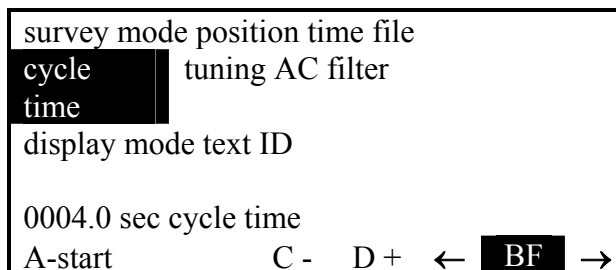 survey mode position time file
cycle tuning AC filter
time
display mode text ID
0004.0 sec cycle time
A-start C - D + ← BF →